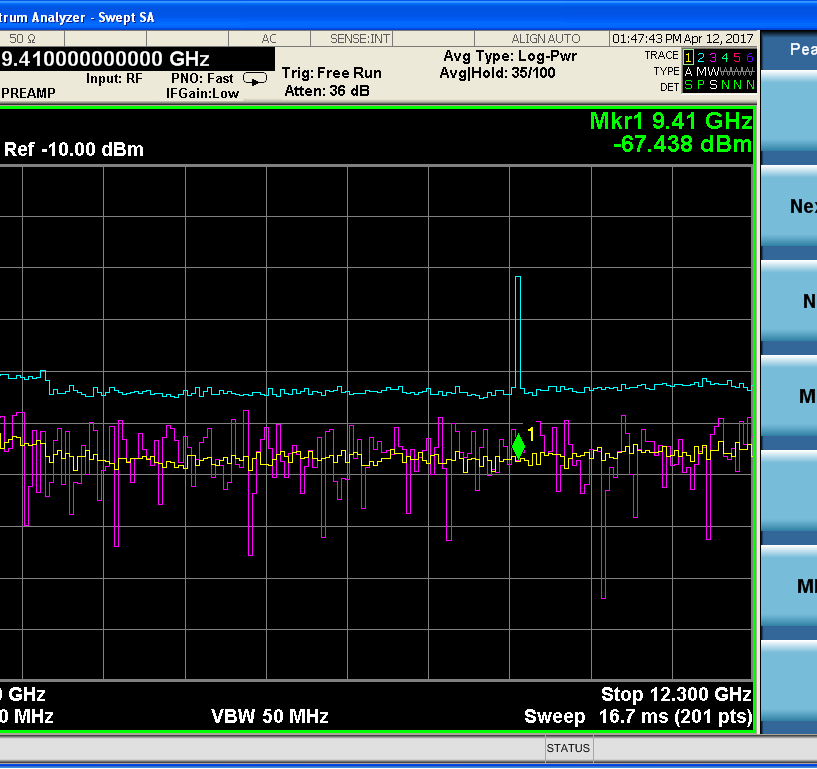 trum Analyzer - Swept SA
50 Ω AC SENSE:INT ALIGN AUTO 01:47:43 PM Apr 12, 2017
9.410000000000 GHz
Input: RF PNO: Fast
IFGain:Low
PREAMP
Trig: Free Run
Atten: 36 dB
Avg Type: Log-Pwr
Avg|Hold: 35/100
TRACE 1 2 3 4 5 6
TYPE A M W W W W
DET S P S N N N
Pea
Mkr1 9.41 GHz
-67.438 dBm
Ref -10.00 dBm
Nex
N
M
1
M
0 GHz
Stop 12.300 GHz
0 MHz
VBW 50 MHz
Sweep 16.7 ms (201 pts)
STATUS